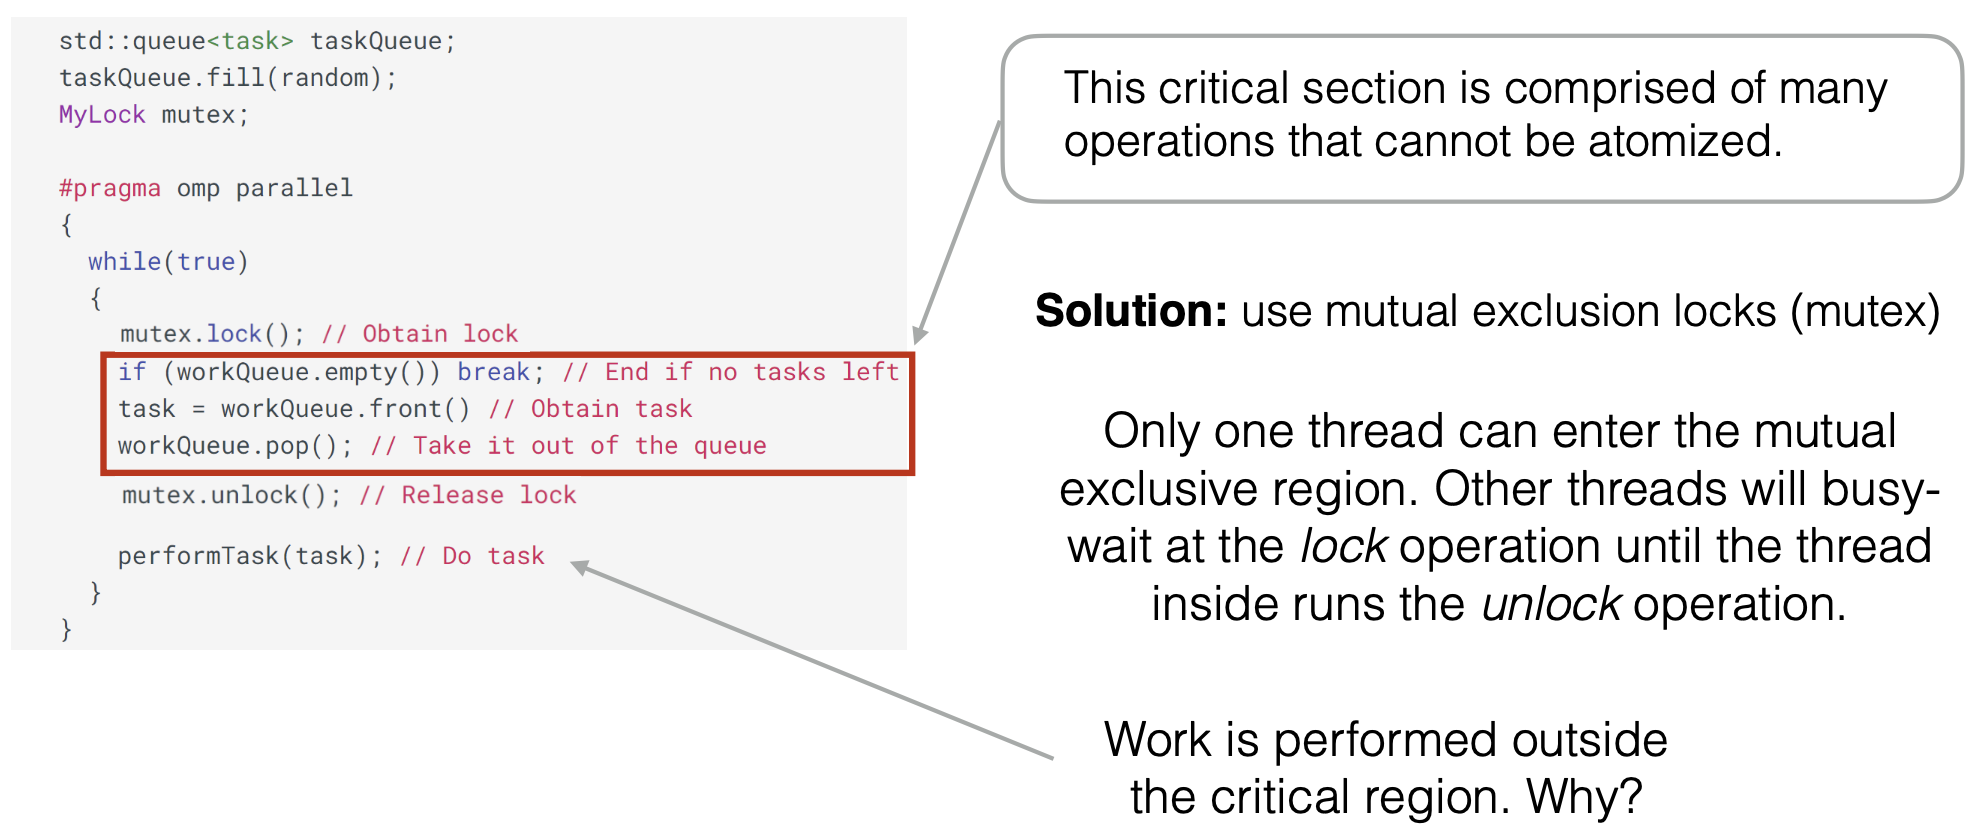 std::queue<task> taskQueue;
taskQueue.fill(random);
MyLock mutex;
#pragma omp parallel
{
while(true)
{
mutex.lock(); // Obtain lock
if (workQueue.empty()) break; // End if no tasks left
task = workQueue.front() // Obtain task
workQueue.pop(); // Take it out of the queue
mutex.unlock(); // Release lock
performTask(task); // Do task
}
}
This critical section is comprised of many
operations that cannot be atomized.
Solution: use mutual exclusion locks (mutex)
Only one thread can enter the mutual
exclusive region. Other threads will busy-
wait at the lock operation until the thread
inside runs the unlock operation.
Work is performed outside
the critical region. Why?